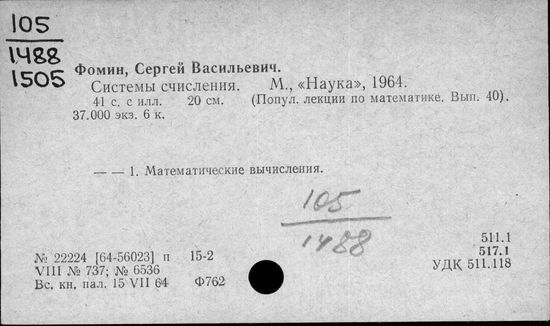 105
1488
1505
Фомин, Сергей Васильевич.
Системы счисления. М., «Наука», 1964.
41 с. с илл. 20 см. (Попул. лекции по математике. Вып. 40).
37.000 экз. 6 к.
— — 1. Математические вычисления.
105
1488
511.1
517.1
УДК 511.118
№ 22224 [64-56023] п 15-2
VIII № 737; № 6536
Вс. кн. пал. 15 VII 64 Ф762